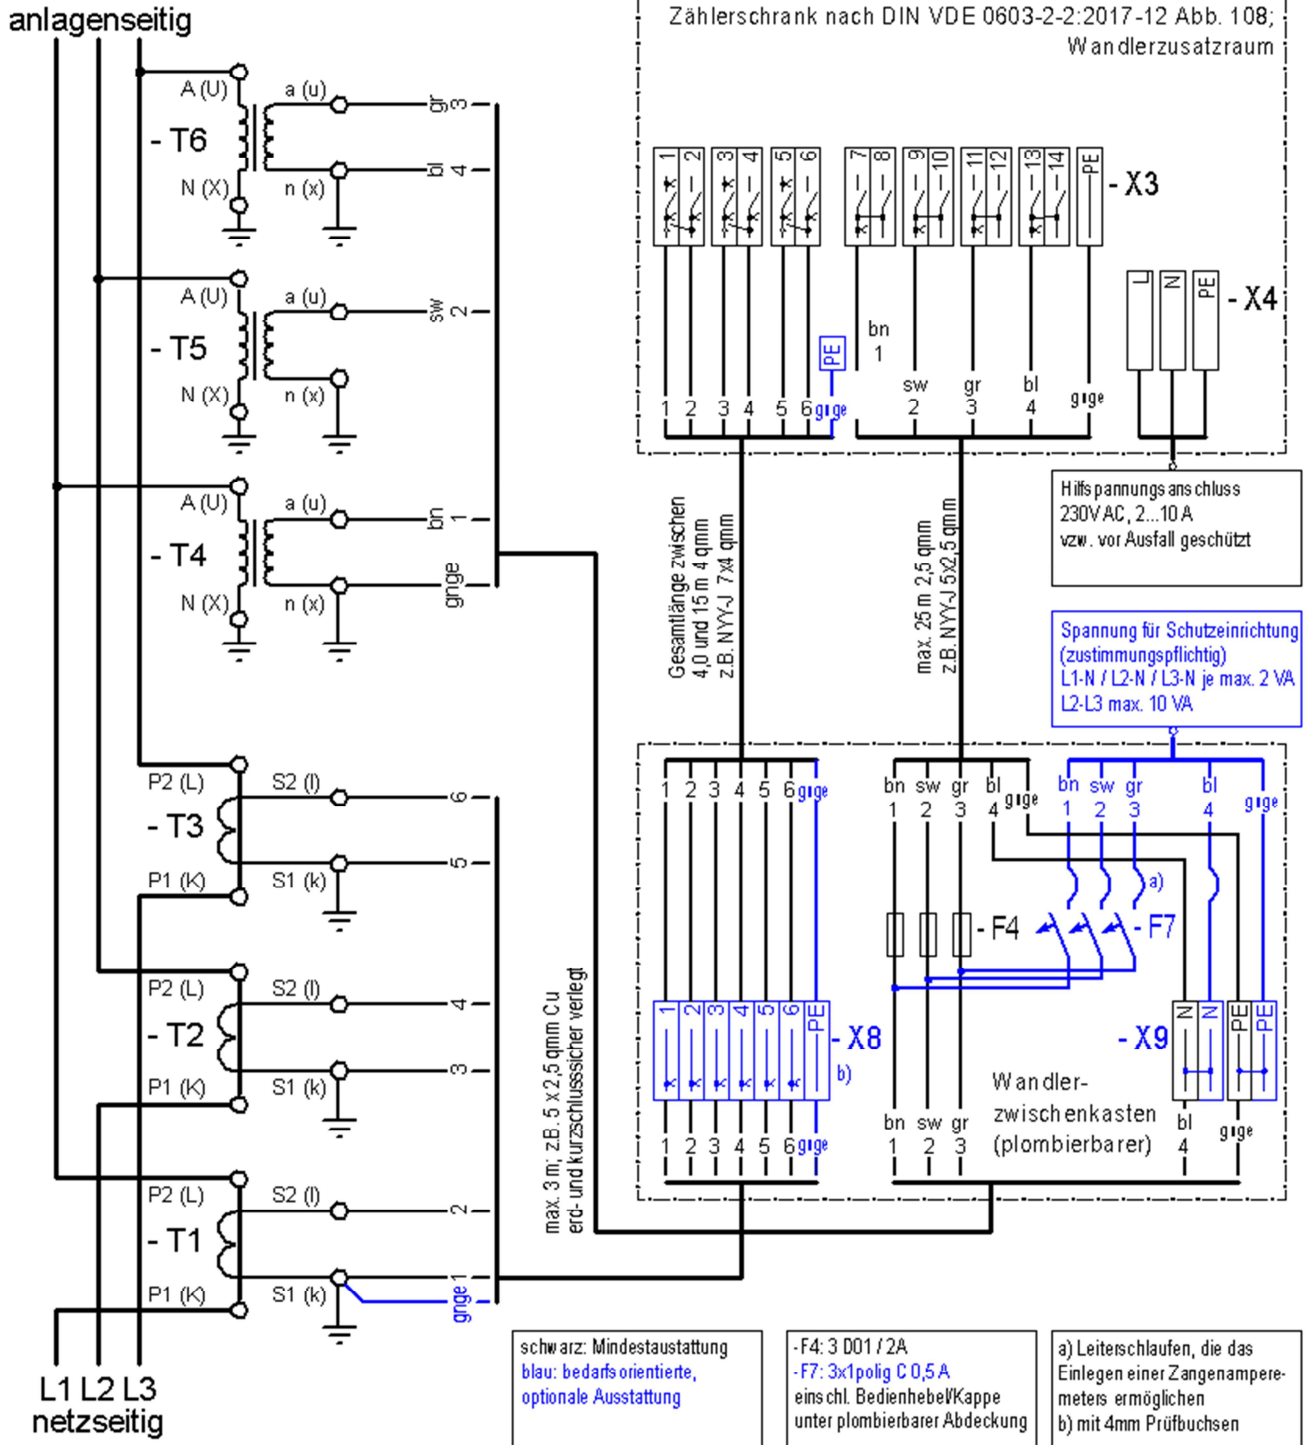 anlagenseitig
Zählerschrank nach DIN VDE 0603-2-2:2017-12 Abb. 108;
Wandlerzusatzraum
A (U) a (u) gr 3
- T6
bl 4
N (X) n (x)
A (U) a (u) sw 2
- T5
N (X) n (x)
A (U) a (u) bn 1
- T4
gnge
N (X) n (x)
1 2 3 4 5 6 7 8 9 10 11 12 13 14 PE
- X3
L N PE - X4
PE
bn
1
sw gr bl
1 2 3 4 5 6 gnge 2 3 4 gnge
Hilfspannungsanschluss
230V AC, 2...10 A
vzw. vor Ausfall geschützt
Gesamtlänge zwischen
4,0 und 15 m 4 qmm
z.B. NYY-J 7x4 qmm
max. 25 m 2,5 qmm
z.B. NYY-J 5x2,5 qmm
Spannung für Schutzeinrichtung
(zustimmungspflichtig)
L1-N / L2-N / L3-N je max. 2 VA
L2-L3 max. 10 VA
P2 (L) S2 (l) 6
- T3
5
P1 (K) S1 (k)
P2 (L) S2 (l) 4
- T2
3
P1 (K) S1 (k)
P2 (L) S2 (l) 2
- T1
1
P1 (K) S1 (k) gnge
max. 3 m; z.B. 5 x 2,5 qmm Cu
erd- und kurzschlusssicher verlegt
1 2 3 4 5 6 gnge
bn sw gr bl gnge
1 2 3 4
bn sw gr bl gnge
1 2 3 4
a)
- F4
- F7
1 2 3 4 5 6 PE
- X8
b)
- X9
N N PE PE
Wandler-
zwischenkasten
(plombierbarer)
1 2 3 4 5 6 gnge
bn sw gr bl gnge
1 2 3 4
L1 L2 L3
netzseitig
schwarz: Mindestaustattung
blau: bedarfsorientierte,
optionale Ausstattung
-F4: 3 D01 / 2A
-F7: 3x1polig C 0,5 A
einschl. Bedienhebel/Kappe
unter plombierbarer Abdeckung
a) Leiterschlaufen, die das
Einlegen einer Zangenampere-
meters ermöglichen
b) mit 4mm Prüfbuchsen